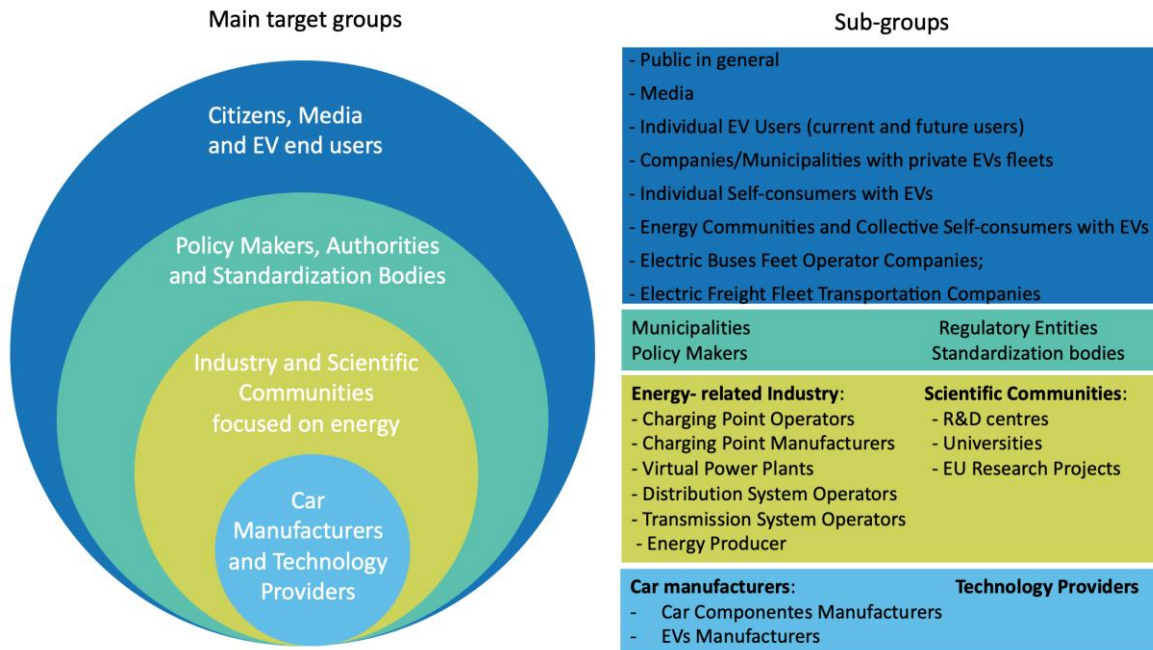 Main target groups
Citizens, Media
and EV end users
Policy Makers, Authorities
and Standardization Bodies
Industry and Scientific
Communities
focused on energy
Car
Manufacturers
and Technology
Providers
Sub-groups
- Public in general
- Media
- Individual EV Users (current and future users)
- Companies/Municipalities with private EVs fleets
- Individual Self-consumers with EVs
- Energy Communities and Collective Self-consumers with EVs
- Electric Buses Feet Operator Companies;
- Electric Freight Fleet Transportation Companies
Municipalities Regulatory Entities
Policy Makers Standardization bodies
Energy- related Industry: Scientific Communities:
- Charging Point Operators - R&D centres
- Charging Point Manufacturers - Universities
- Virtual Power Plants - EU Research Projects
- Distribution System Operators
- Transmission System Operators
- Energy Producer
Car manufacturers: Technology Providers
- Car Componentes Manufacturers
- EVs Manufacturers